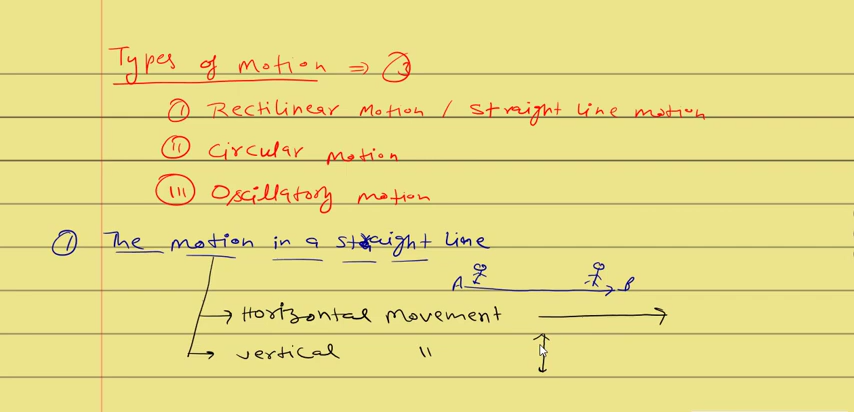 Types of motion ⇒ ③
(i) Rectilinear motion / straight line motion
(ii) circular motion
(iii) Oscillatory motion
① The motion in a straight line
A B
→ Horizontal movement
→ vertical "